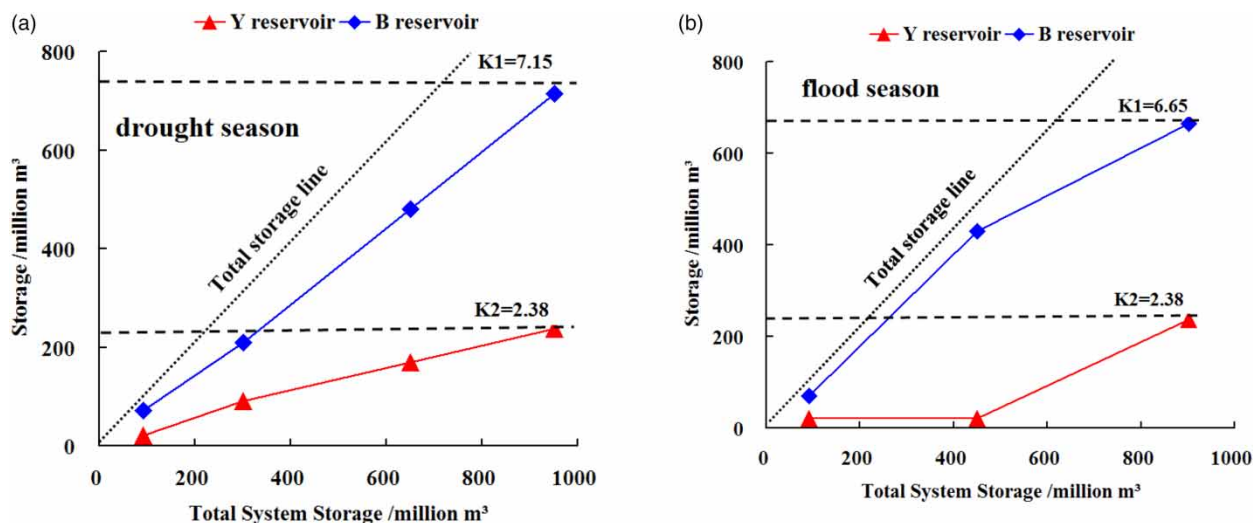 (a)
Y reservoir B reservoir
800
600
400
200
0
Storage /million m³
K1=7.15
drought season
Total storage line
K2=2.38
0 200 400 600 800 1000
Total System Storage /million m³
(b)
Y reservoir B reservoir
800
600
400
200
0
Storage /million m³
flood season
K1=6.65
Total storage line
K2=2.38
0 200 400 600 800 1000
Total System Storage /million m³